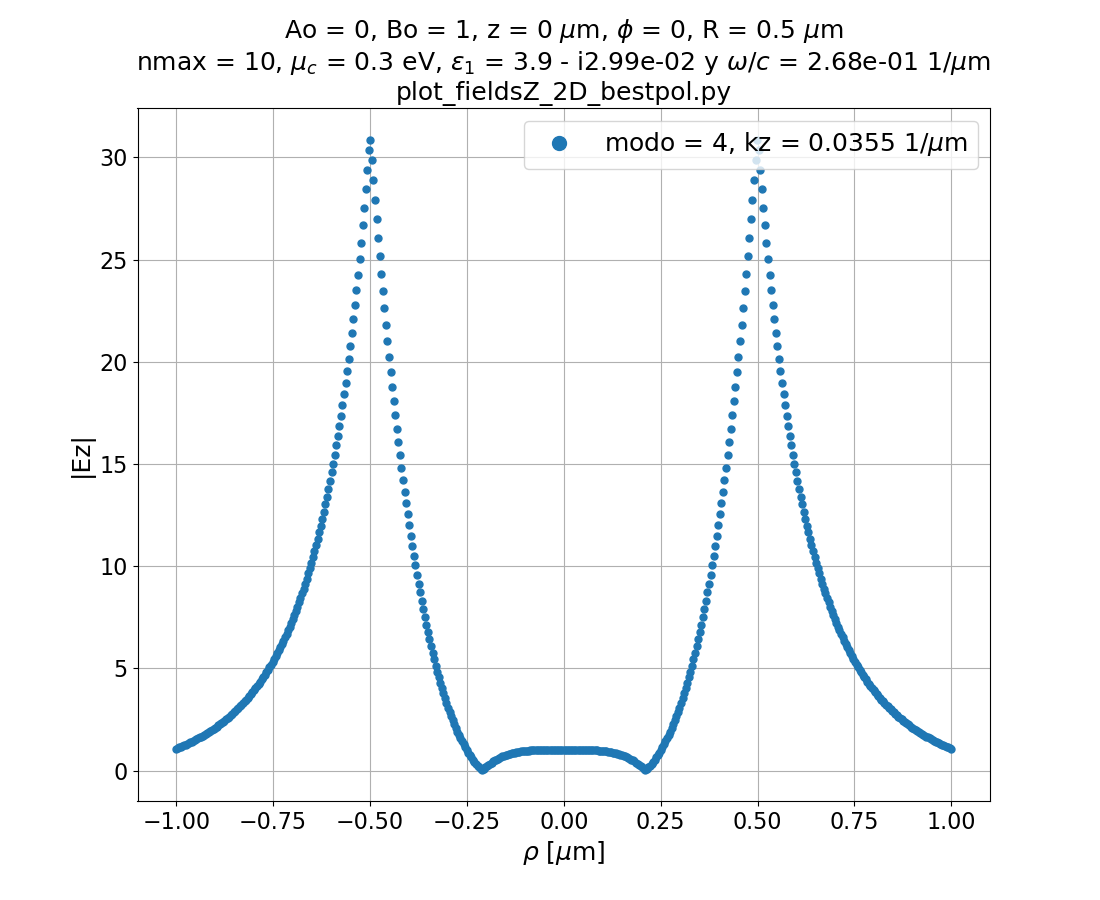 Ao = 0, Bo = 1, z = 0 μm, ϕ = 0, R = 0.5 μm
nmax = 10, μc = 0.3 eV, ε1 = 3.9 - i2.99e-02 y ω/c = 2.68e-01 1/μm
plot_fieldsZ_2D_bestpol.py
modo = 4, kz = 0.0355 1/μm
30
25
20
15
10
5
0
|Ez|
−1.00 −0.75 −0.50 −0.25 0.00 0.25 0.50 0.75 1.00
ρ [μm]